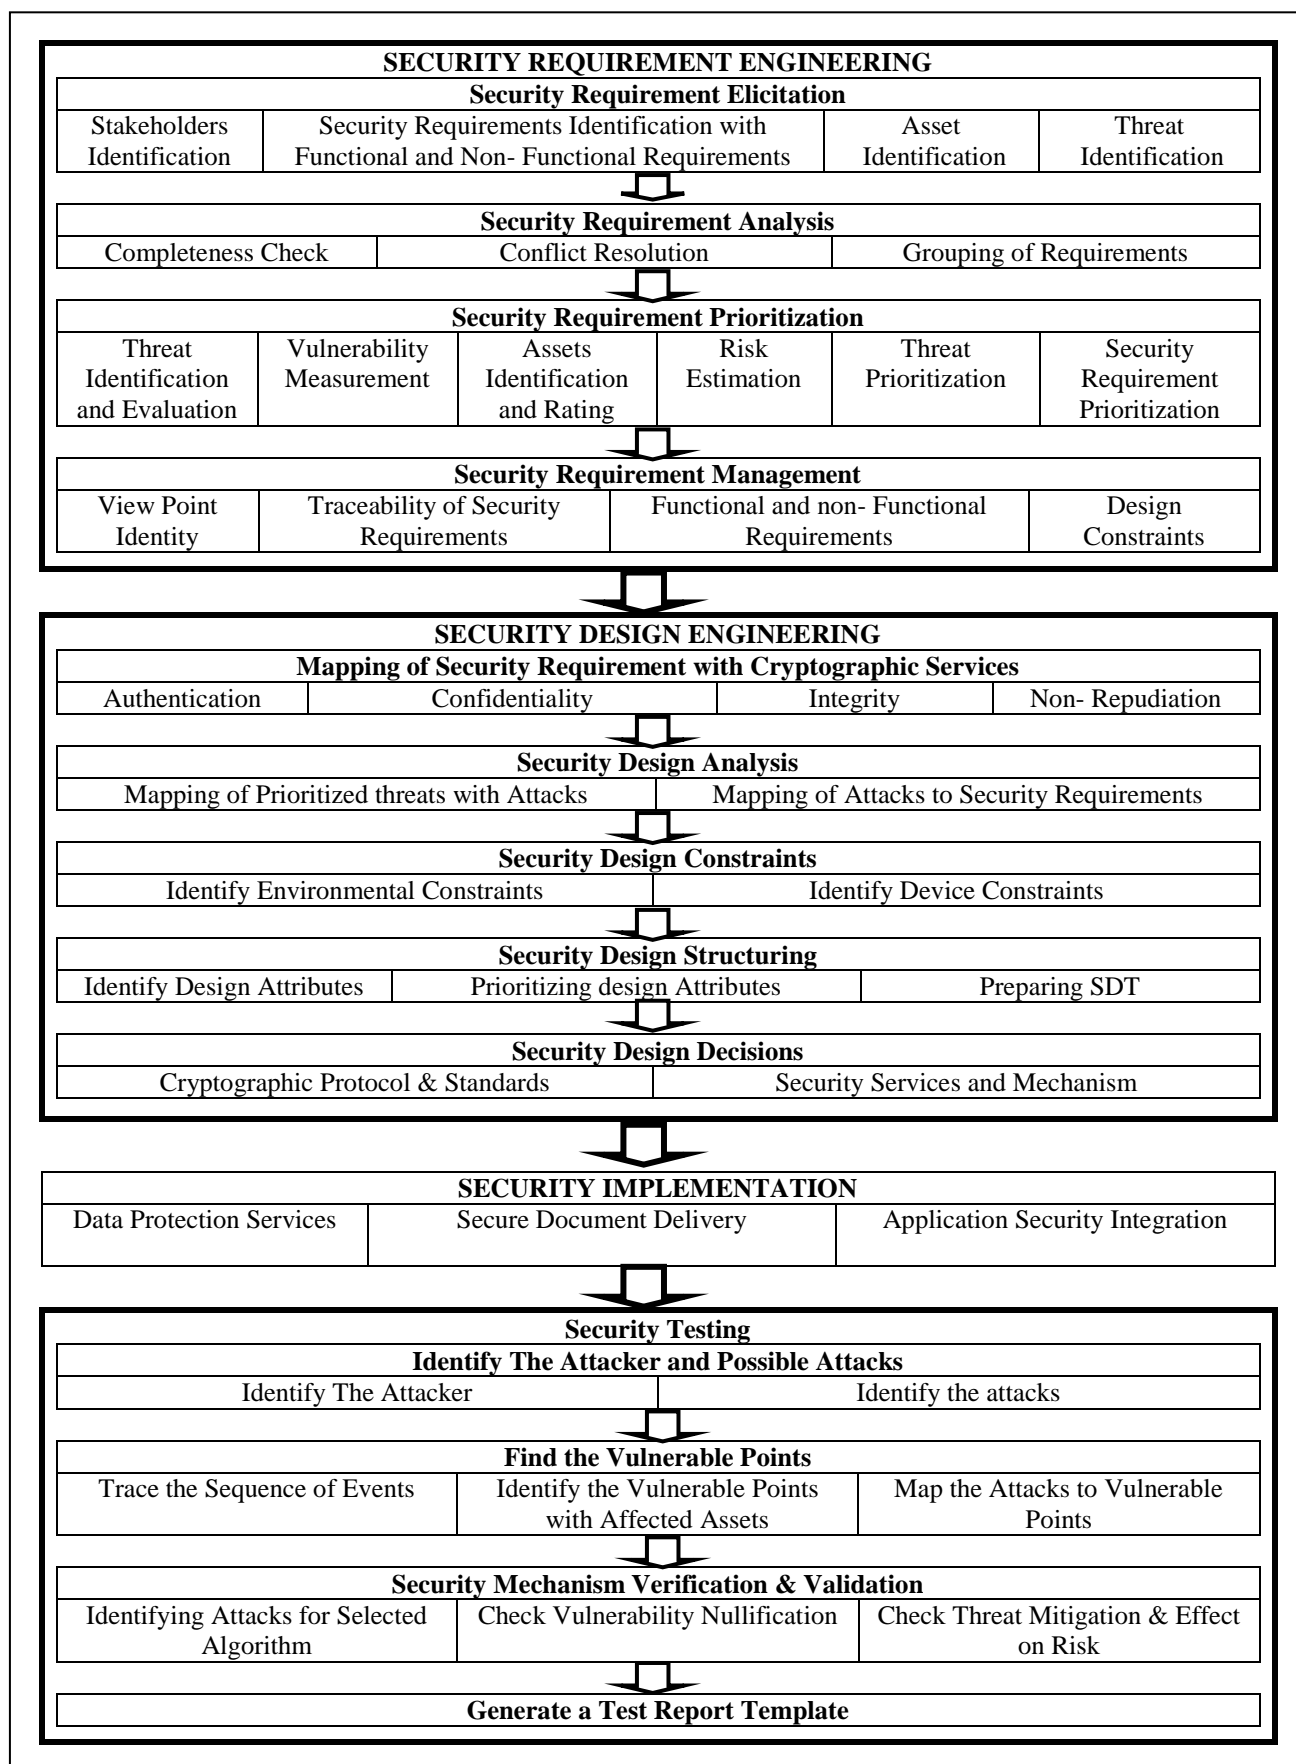 SECURITY REQUIREMENT ENGINEERING
Security Requirement Elicitation
Stakeholders
Identification
Security Requirements Identification with
Functional and Non- Functional Requirements
Asset
Identification
Threat
Identification
Security Requirement Analysis
Completeness Check
Conflict Resolution
Grouping of Requirements
Security Requirement Prioritization
Threat
Identification
and Evaluation
Vulnerability
Measurement
Assets
Identification
and Rating
Risk
Estimation
Threat
Prioritization
Security
Requirement
Prioritization
Security Requirement Management
View Point
Identity
Traceability of Security
Requirements
Functional and non- Functional
Requirements
Design
Constraints
SECURITY DESIGN ENGINEERING
Mapping of Security Requirement with Cryptographic Services
Authentication
Confidentiality
Integrity
Non- Repudiation
Security Design Analysis
Mapping of Prioritized threats with Attacks
Mapping of Attacks to Security Requirements
Security Design Constraints
Identify Environmental Constraints
Identify Device Constraints
Security Design Structuring
Identify Design Attributes
Prioritizing design Attributes
Preparing SDT
Security Design Decisions
Cryptographic Protocol & Standards
Security Services and Mechanism
SECURITY IMPLEMENTATION
Data Protection Services
Secure Document Delivery
Application Security Integration
Security Testing
Identify The Attacker and Possible Attacks
Identify The Attacker
Identify the attacks
Find the Vulnerable Points
Trace the Sequence of Events
Identify the Vulnerable Points
with Affected Assets
Map the Attacks to Vulnerable
Points
Security Mechanism Verification & Validation
Identifying Attacks for Selected
Algorithm
Check Vulnerability Nullification
Check Threat Mitigation & Effect
on Risk
Generate a Test Report Template